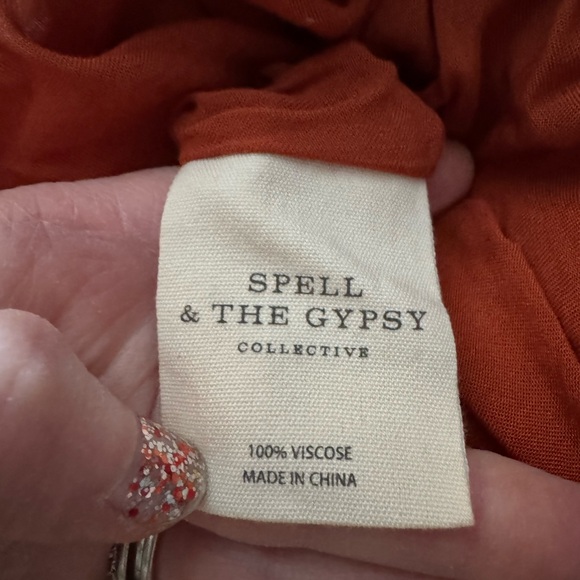 SPELL
& THE GYPSY
COLLECTIVE
100% VISCOSE
MADE IN CHINA